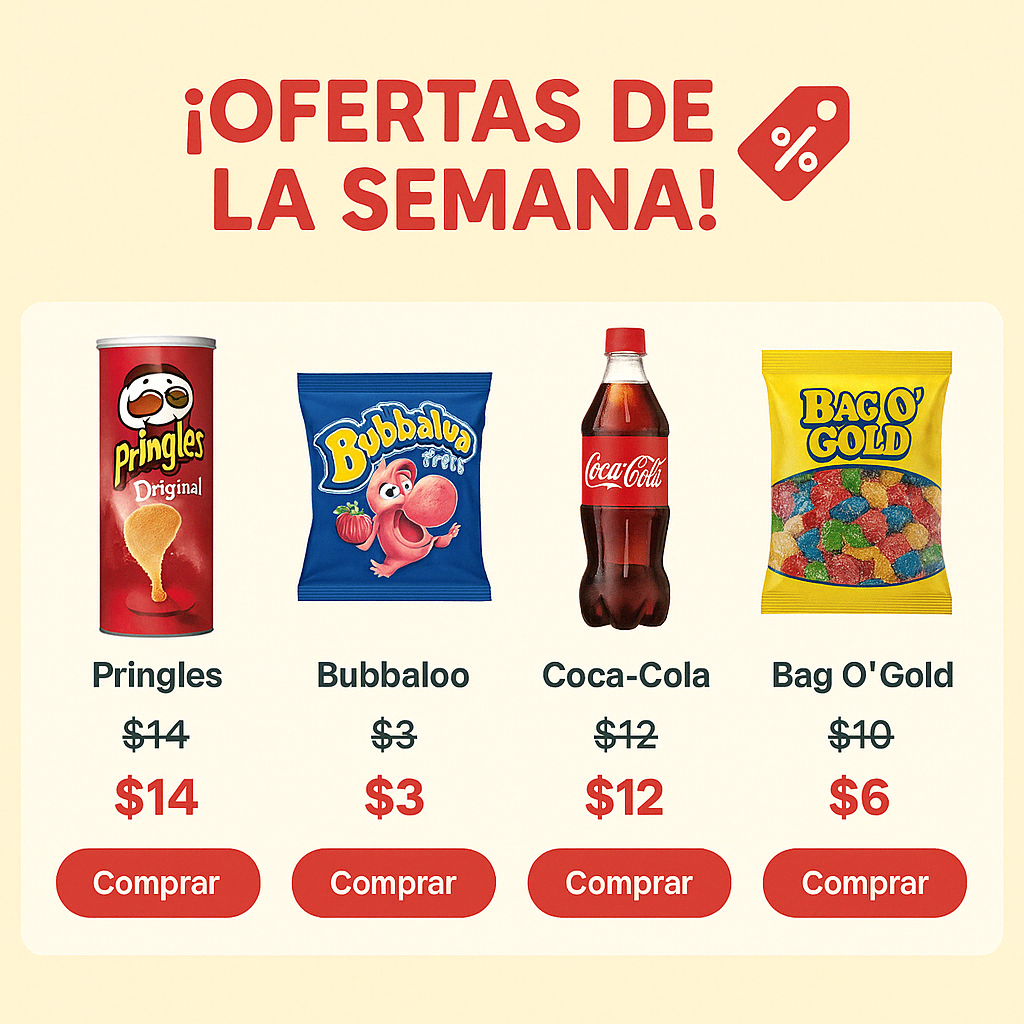 ¡OFERTAS DE
LA SEMANA!
%
Pringles
Original
Bubbalua
fresh
Coca-Cola
BAG O'
GOLD
Pringles
Bubbaloo
Coca-Cola
Bag O'Gold
$14
$3
$12
$10
$14
$3
$12
$6
Comprar
Comprar
Comprar
Comprar